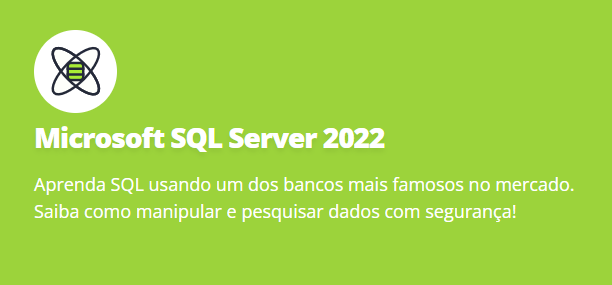 Microsoft SQL Server 2022
Aprenda SQL usando um dos bancos mais famosos no mercado.
Saiba como manipular e pesquisar dados com segurança!